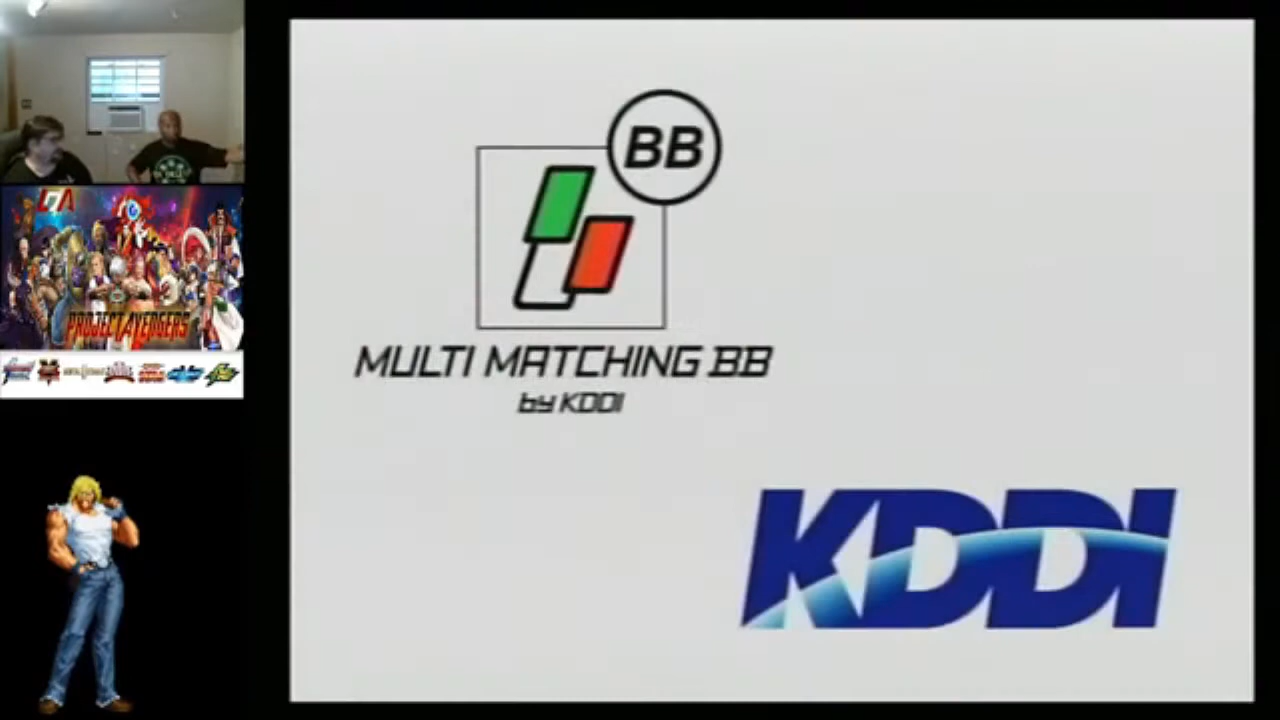 BB
MULTI MATCHING BB
by KDDI
KDDI
PROJECT AVENGERS